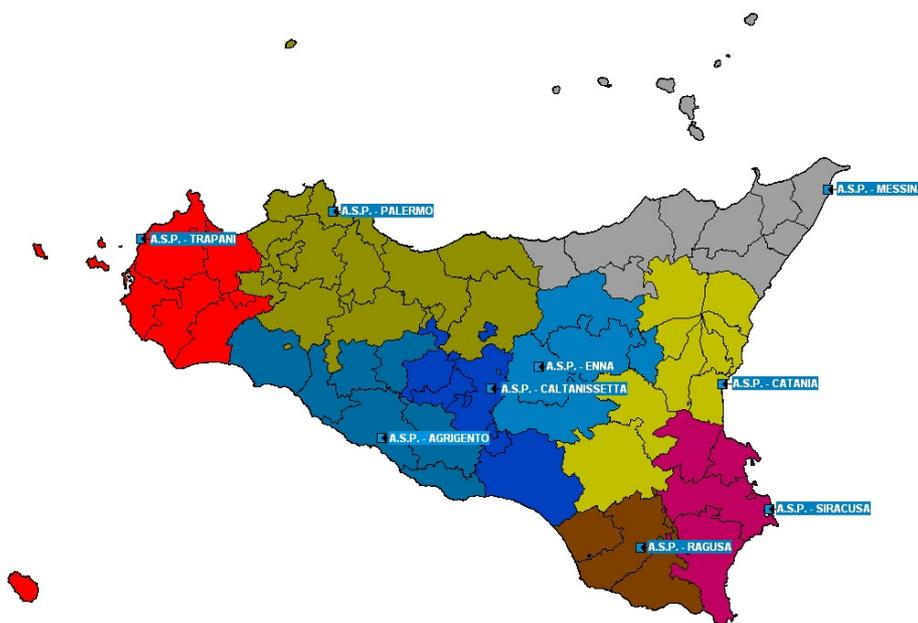 A.S.P. - MESSIN
A.S.P. - PALERMO
A.S.P. - TRAPANI
A.S.P. - ENNA
A.S.P. - CATANIA
A.S.P. - CALTANISSETTA
A.S.P. - AGRIGENTO
A.S.P. - SIRACUSA
A.S.P. - RAGUSA